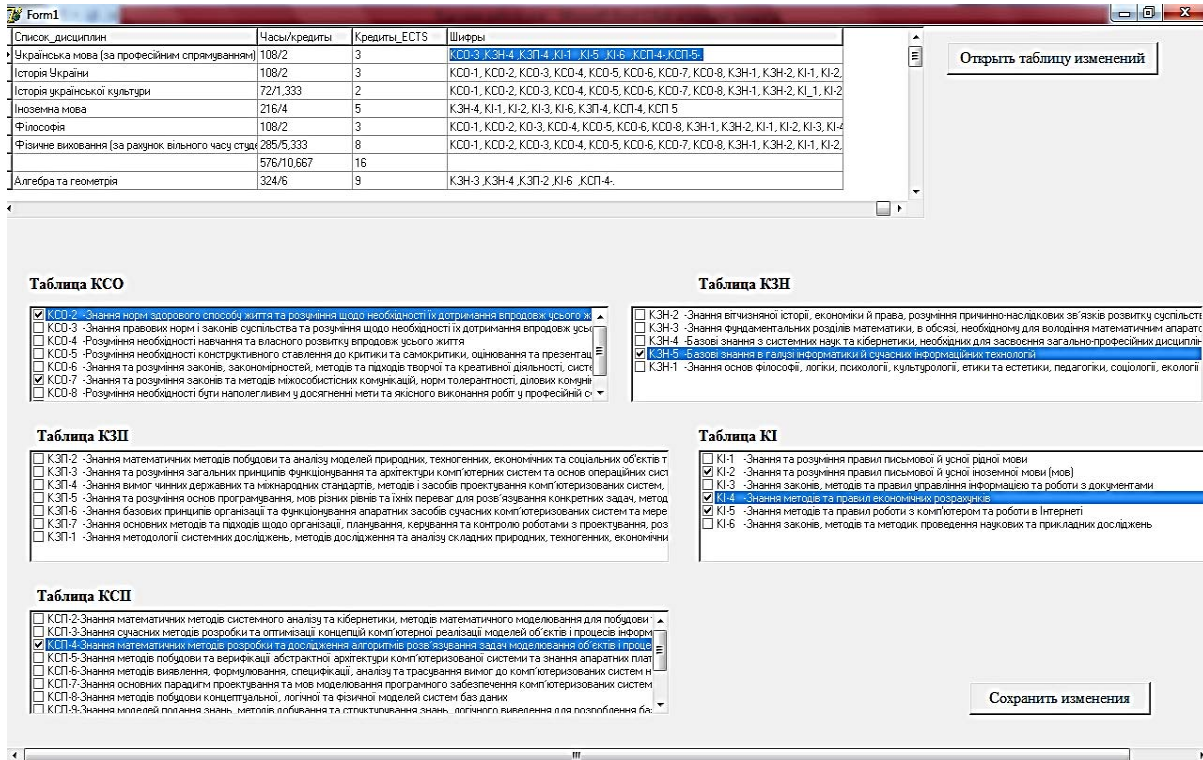 Form1
Список_дисциплин Часы/кредиты Кредиты_ECTS Шифры
Українська мова (за професійним спрямуванням) 108/2 3 КСО-3 ,КЗН-4 ,КЗП-4 ,КІ-1 ,КІ-5 ,КІ-6 ,КСП-4-,КСП-5-.
Історія України 108/2 3 КСО-1, КСО-2, КСО-3, КСО-4, КСО-5, КСО-6, КСО-7, КСО-8, КЗН-1, КЗН-2, КІ-1, КІ-2,
Історія української культури 72/1,333 2 КСО-1, КСО-2, КСО-3, КСО-4, КСО-5, КСО-6, КСО-7, КСО-8, КЗН-1, КЗН-2, КІ_1, КІ-2
Іноземна мова 216/4 5 КЗН-4, КІ-1, КІ-2, КІ-3, КІ-6, КЗП-4, КСП-4, КСП 5
Філософія 108/2 3 КСО-1, КСО-2, КО-3, КСО-4, КСО-5, КСО-6, КСО-8, КЗН-1, КЗН-2, КІ-1, КІ-2, КІ-3, КІ-4
Фізичне виховання (за рахунок вільного часу студе 285/5,333 8 КСО-1, КСО-2, КСО-3, КСО-4, КСО-5, КСО-6, КСО-7, КСО-8, КЗН-1, КЗН-2, КІ-1, КІ-2,
576/10,667 16
Алгебра та геометрія 324/6 9 КЗН-3 ,КЗН-4 ,КЗП-2 ,КІ-6 ,КСП-4-.
Открыть таблицу изменений
Таблица КСО
КСО-2 -Знання норм здорового способу життя та розуміння щодо необхідності їх дотримання впродовж усього ж
КСО-3 -Знання правових норм і законів суспільства та розуміння щодо необхідності їх дотримання впродовж усьо
КСО-4 -Розуміння необхідності навчання та власного розвитку впродовж усього життя
КСО-5 -Розуміння необхідності конструктивного ставлення до критики та самокритики, оцінювання та презентац
КСО-6 -Знання та розуміння законів, закономірностей, методів та підходів творчої та креативної діяльності, систе
КСО-7 -Знання та розуміння законів та методів міжособистісних комунікацій, норм толерантності, ділових комуні
КСО-8 -Розуміння необхідності бути наполегливим у досягненні мети та якісного виконання робіт у професійній с
Таблица КЗН
КЗН-2 -Знання вітчизняної історії, економіки й права, розуміння причинно-наслідкових зв'язків розвитку суспільств
КЗН-3 -Знання фундаментальних розділів математики, в обсязі, необхідному для володіння математичним апарат
КЗН-4 -Базові знання з системних наук та кібернетики, необхідних для засвоєння загально-професійних дисциплін
КЗН-5 -Базові знання в галузі інформатики й сучасних інформаційних технологій
КЗН-1 -Знання основ філософії, логіки, психології, культурології, етики та естетики, педагогіки, соціології, екології
Таблица КЗП
КЗП-2 -Знання математичних методів побудови та аналізу моделей природних, техногенних, економічних та соціальних об'єктів т
КЗП-3 -Знання та розуміння загальних принципів функціонування та архітектури комп'ютерних систем та основ операційних сист
КЗП-4 -Знання вимог чинних державних та міжнародних стандартів, методів і засобів проектування комп'ютеризованих систем,
КЗП-5 -Знання та розуміння основ програмування, мов різних рівнів та їхніх переваг для розв'язування конкретних задач, метод
КЗП-6 -Знання базових принципів організації та функціонування апаратних засобів сучасних комп'ютеризованих систем та мере
КЗП-7 -Знання основних методів та підходів щодо організації, планування, керування та контролю роботами з проектування, роз
КЗП-1 -Знання методології системних досліджень, методів дослідження та аналізу складних природних, техногенних, економічни
Таблица КІ
КІ-1 -Знання та розуміння правил письмової й усної рідної мови
КІ-2 -Знання та розуміння правил письмової й усної іноземної мови (мов)
КІ-3 -Знання законів, методів та правил управління інформацією та роботи з документами
КІ-4 -Знання методів та правил економічних розрахунків
КІ-5 -Знання методів та правил роботи з комп'ютером та роботи в Інтернеті
КІ-6 -Знання законів, методів та методик проведення наукових та прикладних досліджень
Таблица КСП
КСП-2-Знання математичних методів системного аналізу та кібернетики, методів математичного моделювання для побудови
КСП-3-Знання сучасних методів розробки та оптимізації концепцій комп'ютерної реалізації моделей об'єктів і процесів інформ
КСП-4-Знання математичних методів розробки та дослідження алгоритмів розв'язування задач моделювання об'єктів і проце
КСП-5-Знання методів побудови та верифікації абстрактної архітектури комп'ютеризованої системи та знання апаратних плат
КСП-6-Знання методів виявлення, формулювання, специфікації, аналізу та трасування вимог до комп'ютеризованих систем н
КСП-7-Знання основних парадигм проектування та мов моделювання програмного забезпечення комп'ютеризованих систем
КСП-8-Знання методів побудови концептуальної, логічної та фізичної моделей систем баз даних
КСП-9-Знання моделей подання знань, методів добування та структурування знань, логічного виведення для розроблення ба
Сохранить изменения